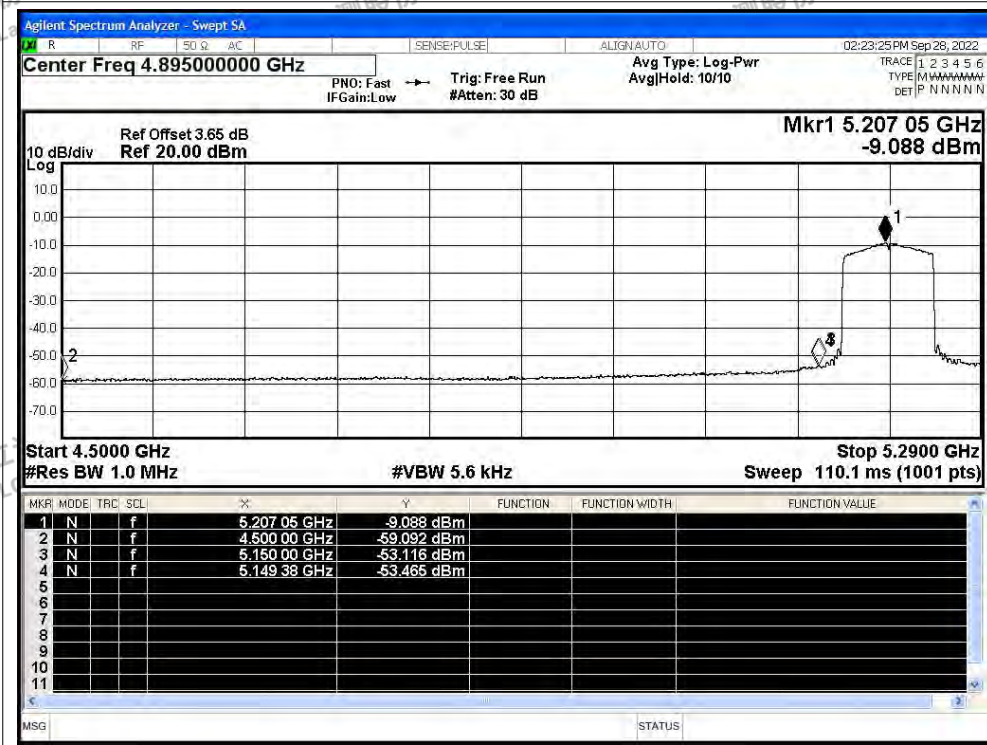 Agilent Spectrum Analyzer - Swept SA
LXI R RF 50 Ω AC SENSE:PULSE ALIGN AUTO 02:23:25 PM Sep 28, 2022
Center Freq 4.895000000 GHz
PNO: Fast
IFGain:Low
Trig: Free Run
#Atten: 30 dB
Avg Type: Log-Pwr
Avg|Hold: 10/10
TRACE 1 2 3 4 5 6
TYPE M
DET P N N N N N
Mkr1 5.207 05 GHz
-9.088 dBm
Ref Offset 3.65 dB
10 dB/div Ref 20.00 dBm
Log
10.0
0.00
-10.0
-20.0
-30.0
-40.0
-50.0
-60.0
-70.0
1
2
Start 4.5000 GHz Stop 5.2900 GHz
#Res BW 1.0 MHz #VBW 5.6 kHz Sweep 110.1 ms (1001 pts)
MKR MODE TRC SCL X Y FUNCTION FUNCTION WIDTH FUNCTION VALUE
1 N f 5.207 05 GHz -9.088 dBm
2 N f 4.500 00 GHz -59.092 dBm
3 N f 5.150 00 GHz -53.116 dBm
4 N f 5.149 38 GHz -53.465 dBm
5
6
7
8
9
10
11
MSG STATUS